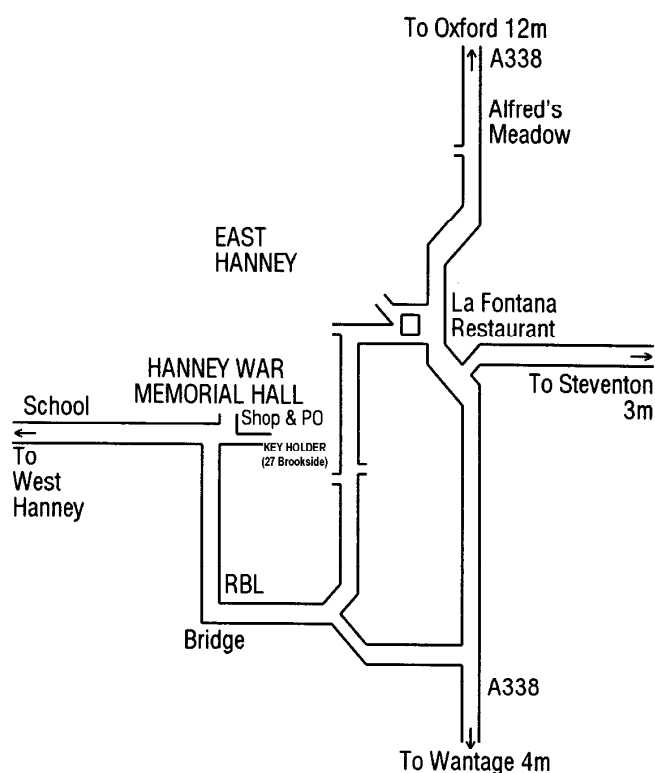 To Oxford 12m
A338
Alfred's
Meadow
EAST
HANNEY
La Fontana
Restaurant
HANNEY WAR
MEMORIAL HALL
To Steventon
3m
School
Shop & PO
KEY HOLDER
(27 Brookside)
To
West
Hanney
RBL
Bridge
A338
To Wantage 4m